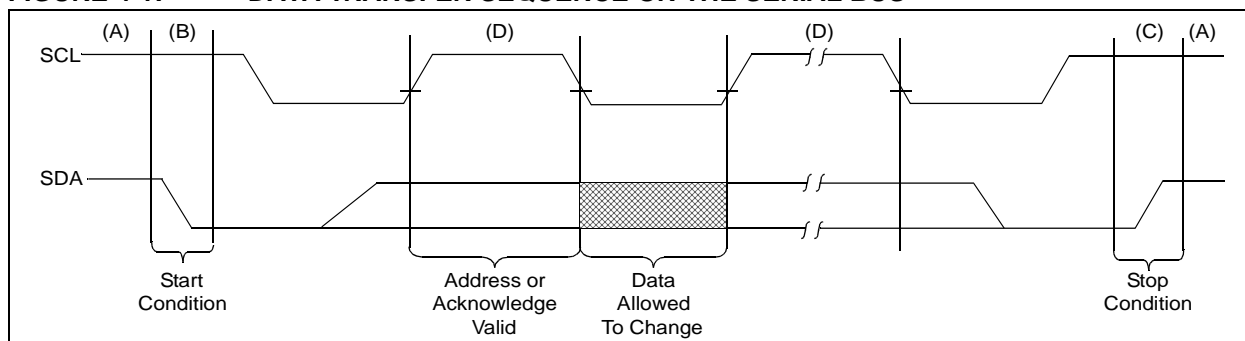 (A) (B) (D) (D) (C) (A)
SCL
SDA
Start
Condition
Address or
Acknowledge
Valid
Data
Allowed
To Change
Stop
Condition